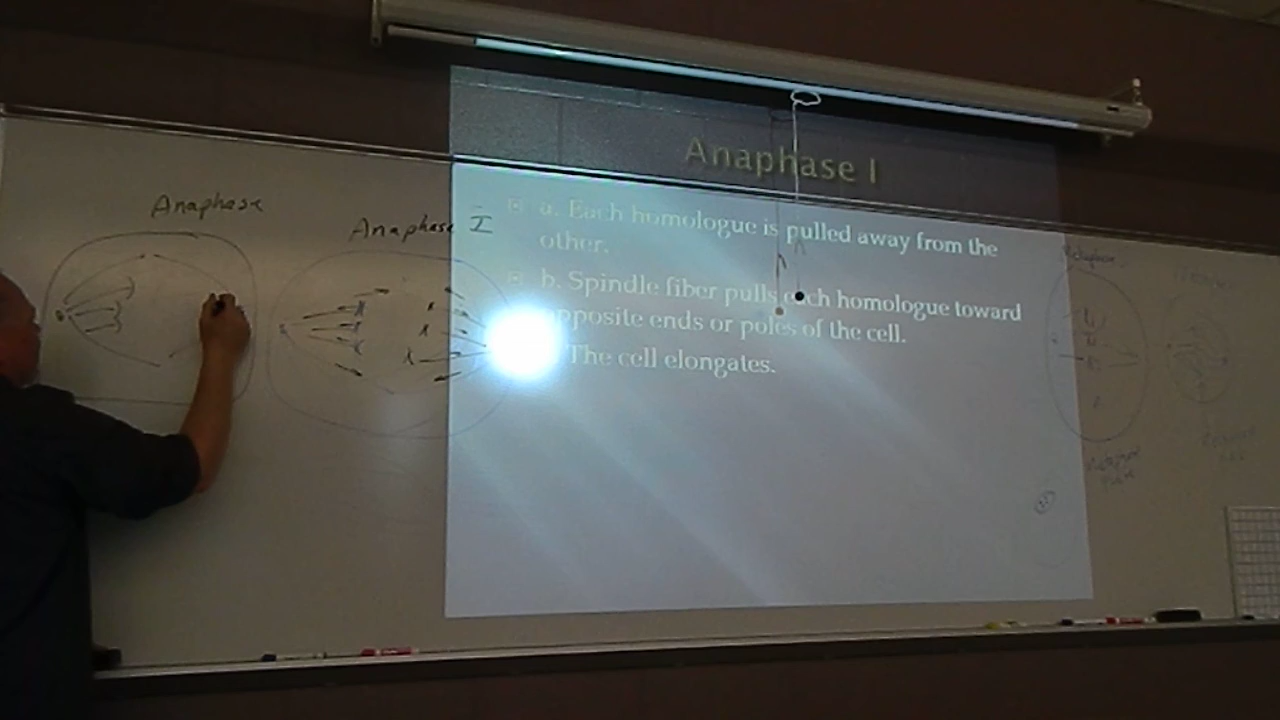 Anaphase I
a. Each homologue is pulled away from the
other.
b. Spindle fiber pulls each homologue toward
opposite ends or poles of the cell.
The cell elongates.
Anaphase
Anaphase I